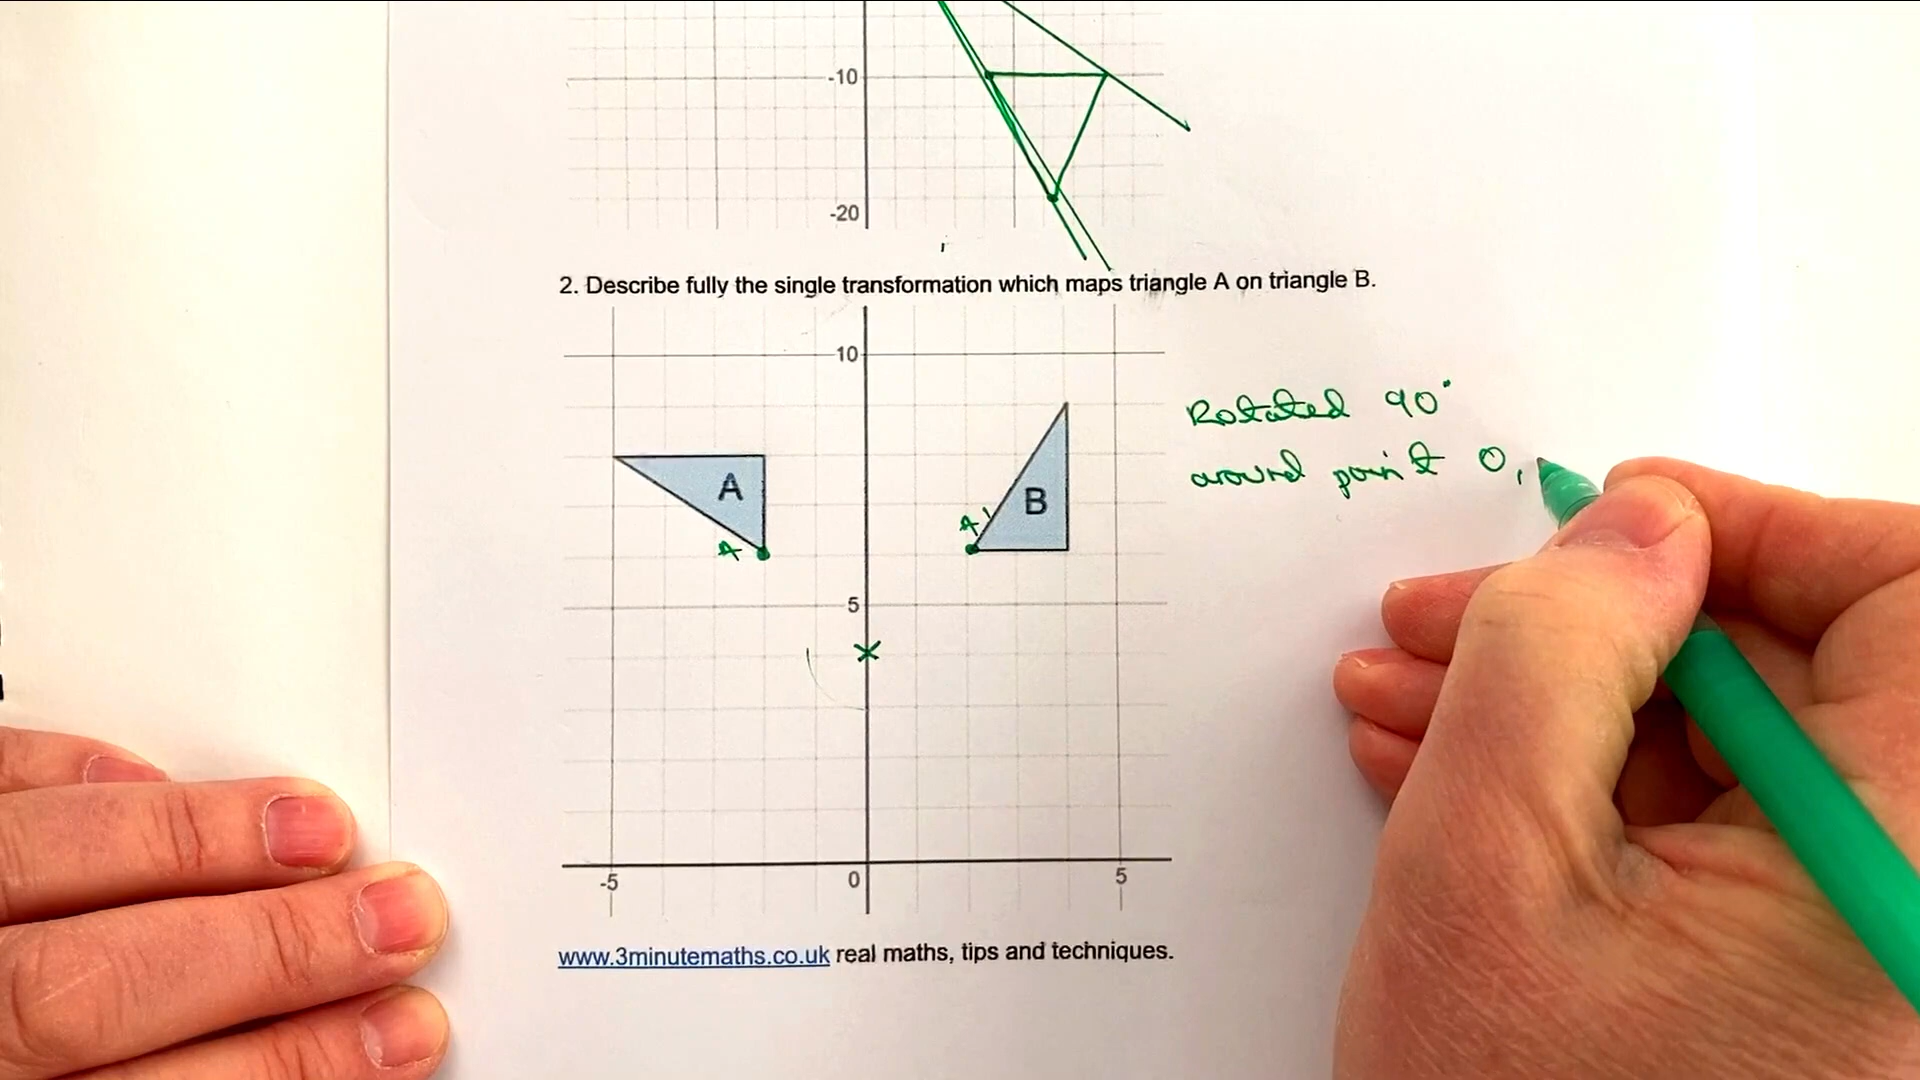 -10
-20
2. Describe fully the single transformation which maps triangle A on triangle B.
10
Rotated 90°
around point 0,
A
B
A'
A
5
-5 0 5
www.3minutemaths.co.uk real maths, tips and techniques.